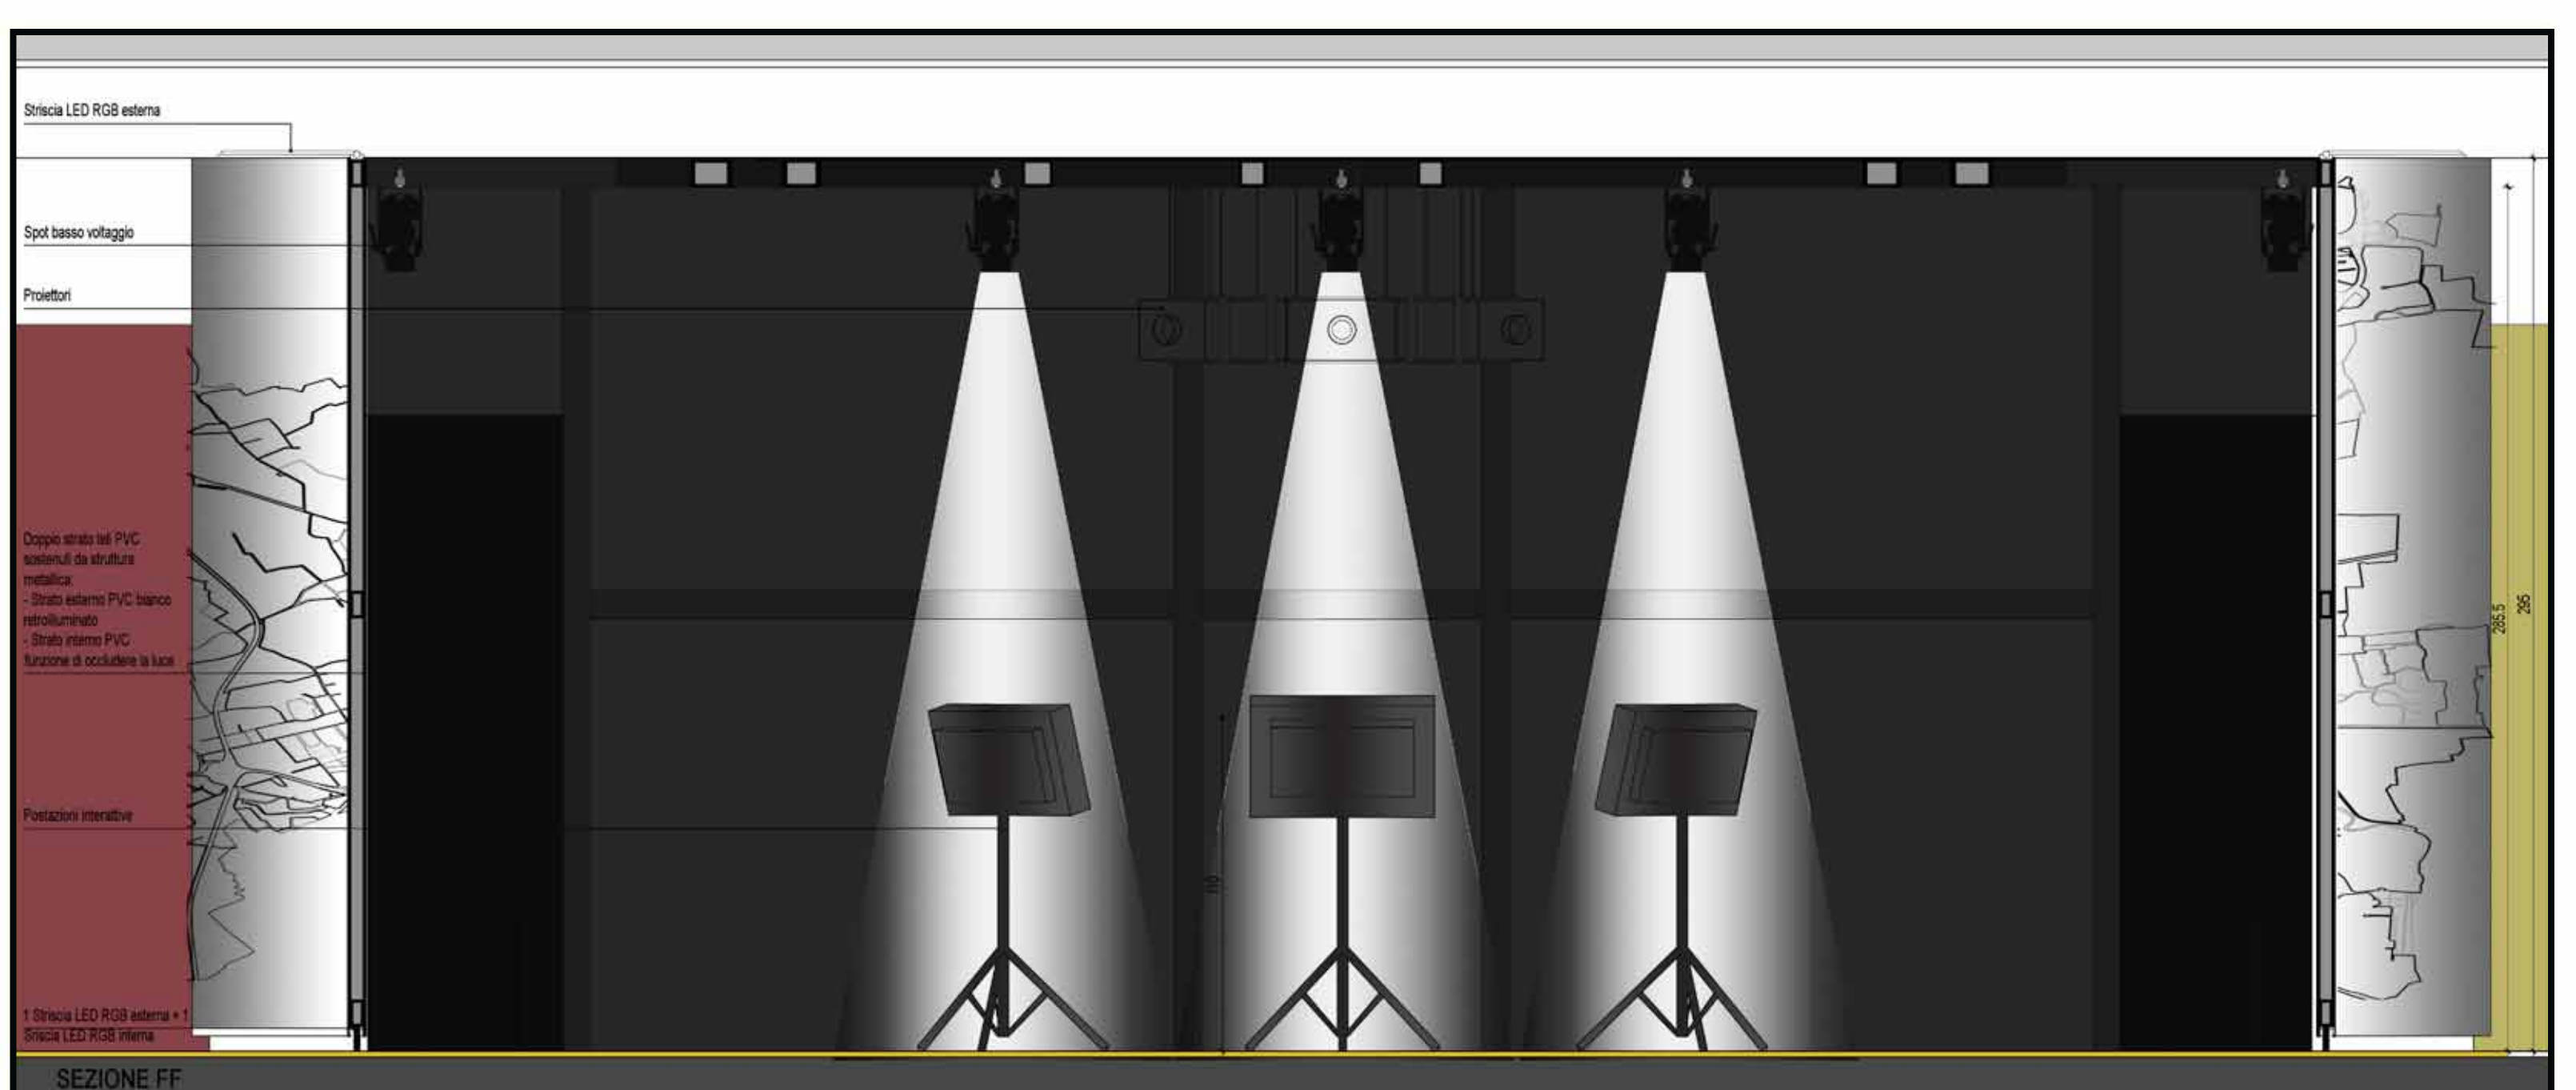 Striscia LED RGB esterna
Spot basso voltaggio
Proiettori
Doppio strato teli PVC
sostenuti da struttura
metallica:
- Strato esterno PVC bianco
retroilluminato
- Strato interno PVC
funzione di occludere la luce
Postazioni interattive
1 Striscia LED RGB esterna + 1
Sriscia LED RGB interna
110
285.5
295
SEZIONE FF